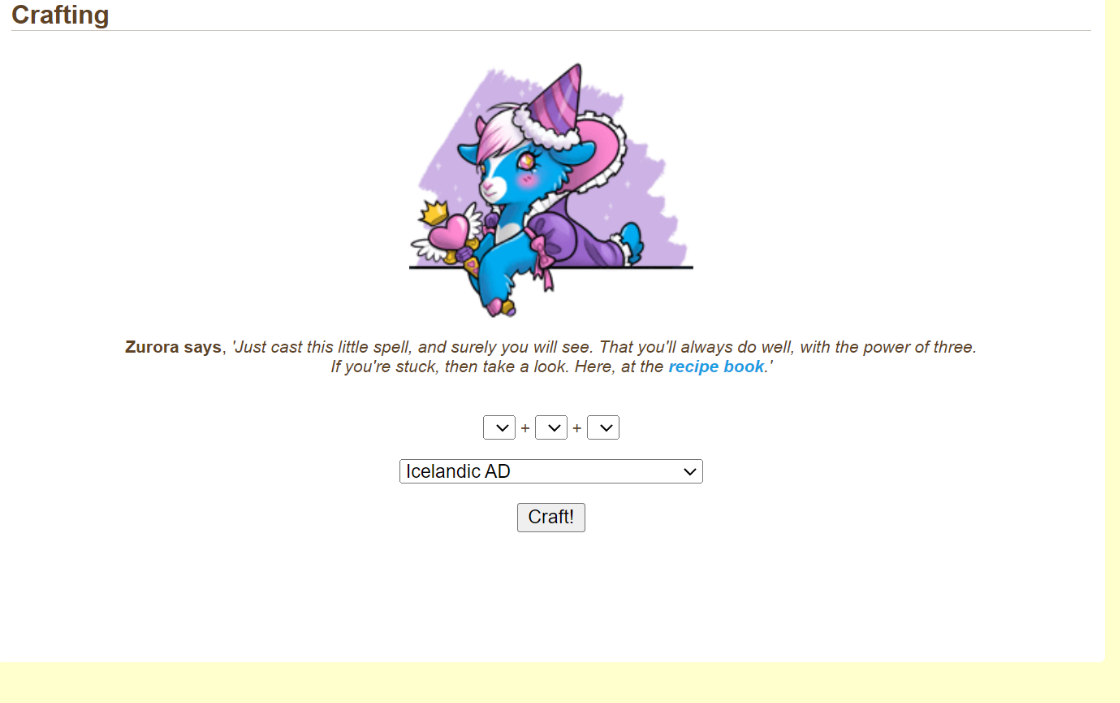 Crafting
Zurora says, 'Just cast this little spell, and surely you will see. That you'll always do well, with the power of three.
If you're stuck, then take a look. Here, at the recipe book.'
+ +
Icelandic AD
Craft!